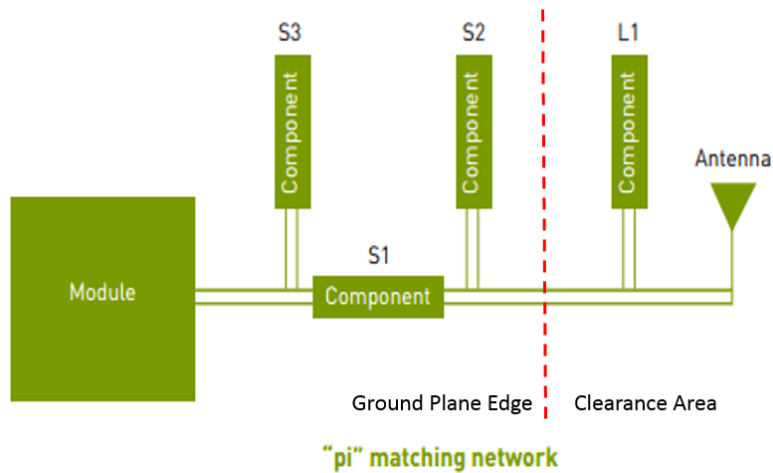 S3
S2
L1
Component
Component
Component
Antenna
S1
Module
Component
Ground Plane Edge
Clearance Area
“pi” matching network